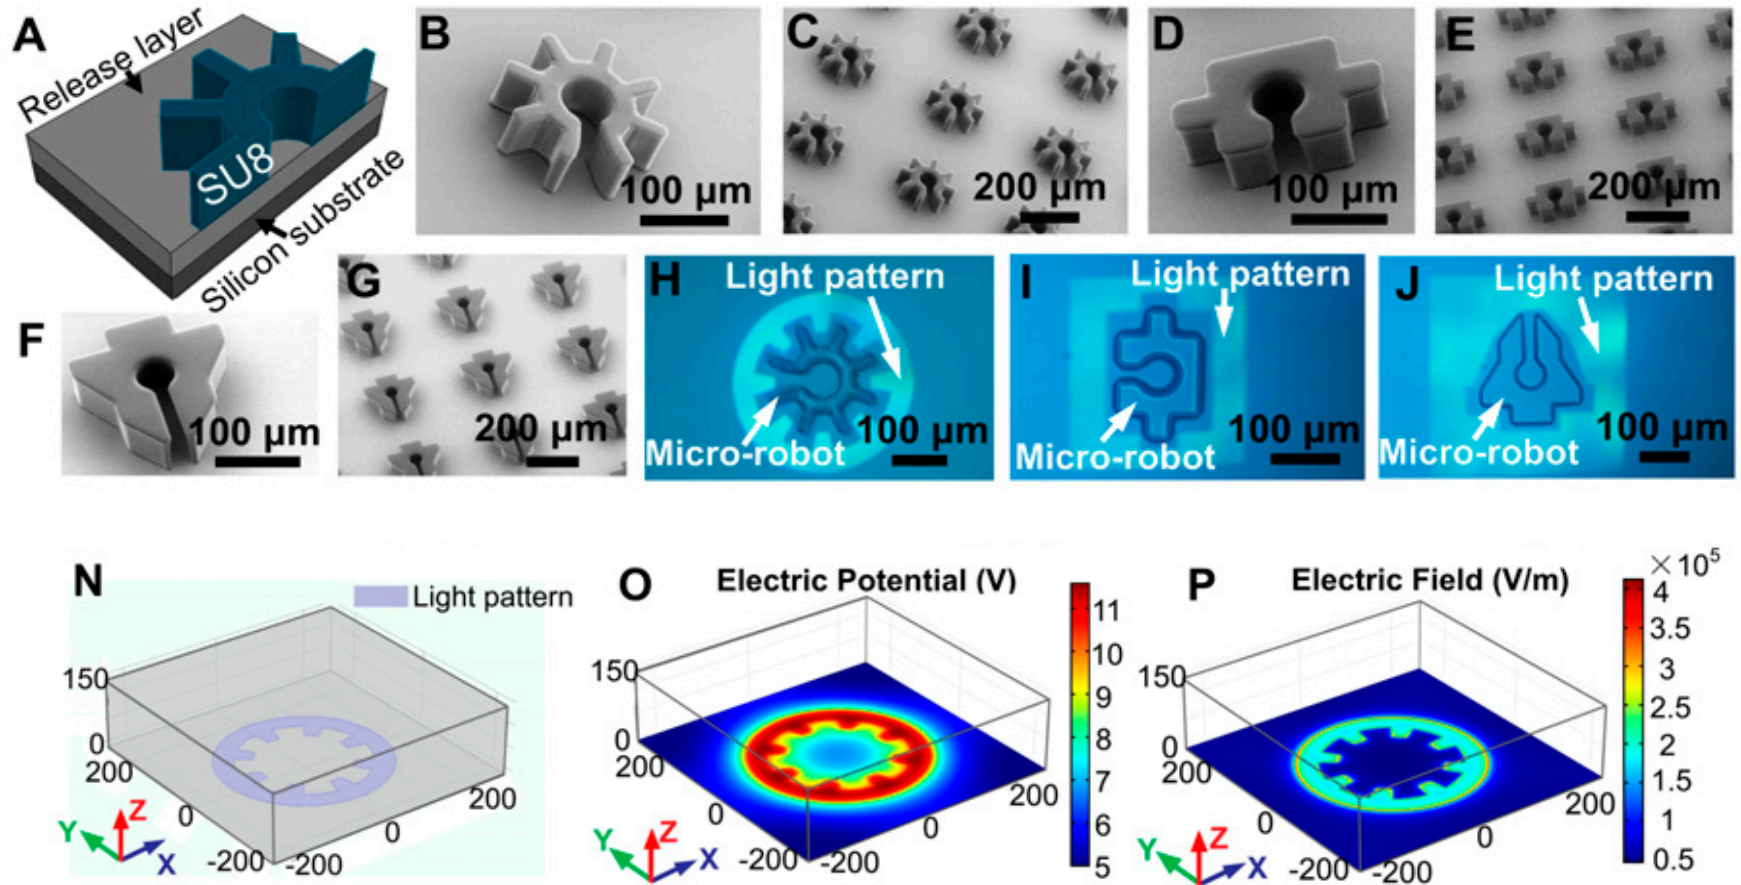 A
Release layer
SU8
Silicon substrate
B
100 µm
C
200 µm
D
100 µm
E
200 µm
F
100 µm
G
200 µm
H
Light pattern
Micro-robot
100 µm
I
Light pattern
Micro-robot
100 µm
J
Light pattern
Micro-robot
100 µm
N
Light pattern
150
0
200
0
-200
-200
0
200
Z
Y
X
O
Electric Potential (V)
150
0
200
0
-200
-200
0
200
Z
Y
X
11
10
9
8
7
6
5
P
Electric Field (V/m)
× 10⁵
150
0
200
0
-200
-200
0
200
Z
Y
X
4
3.5
3
2.5
2
1.5
1
0.5